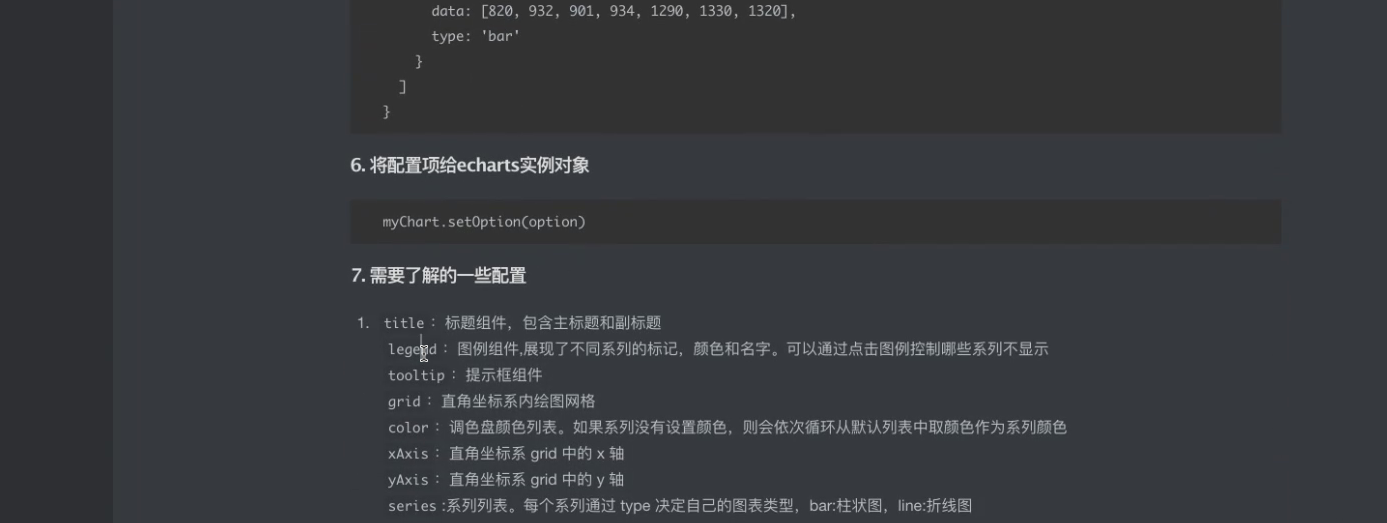 data: [820, 932, 901, 934, 1290, 1330, 1320],
type: 'bar'
}
]
}
6. 将配置项给echarts实例对象
myChart.setOption(option)
7. 需要了解的一些配置
1. title： 标题组件，包含主标题和副标题
legend： 图例组件,展现了不同系列的标记，颜色和名字。可以通过点击图例控制哪些系列不显示
tooltip： 提示框组件
grid： 直角坐标系内绘图网格
color： 调色盘颜色列表。如果系列没有设置颜色，则会依次循环从默认列表中取颜色作为系列颜色
xAxis： 直角坐标系 grid 中的 x 轴
yAxis： 直角坐标系 grid 中的 y 轴
series :系列列表。每个系列通过 type 决定自己的图表类型，bar:柱状图，line:折线图